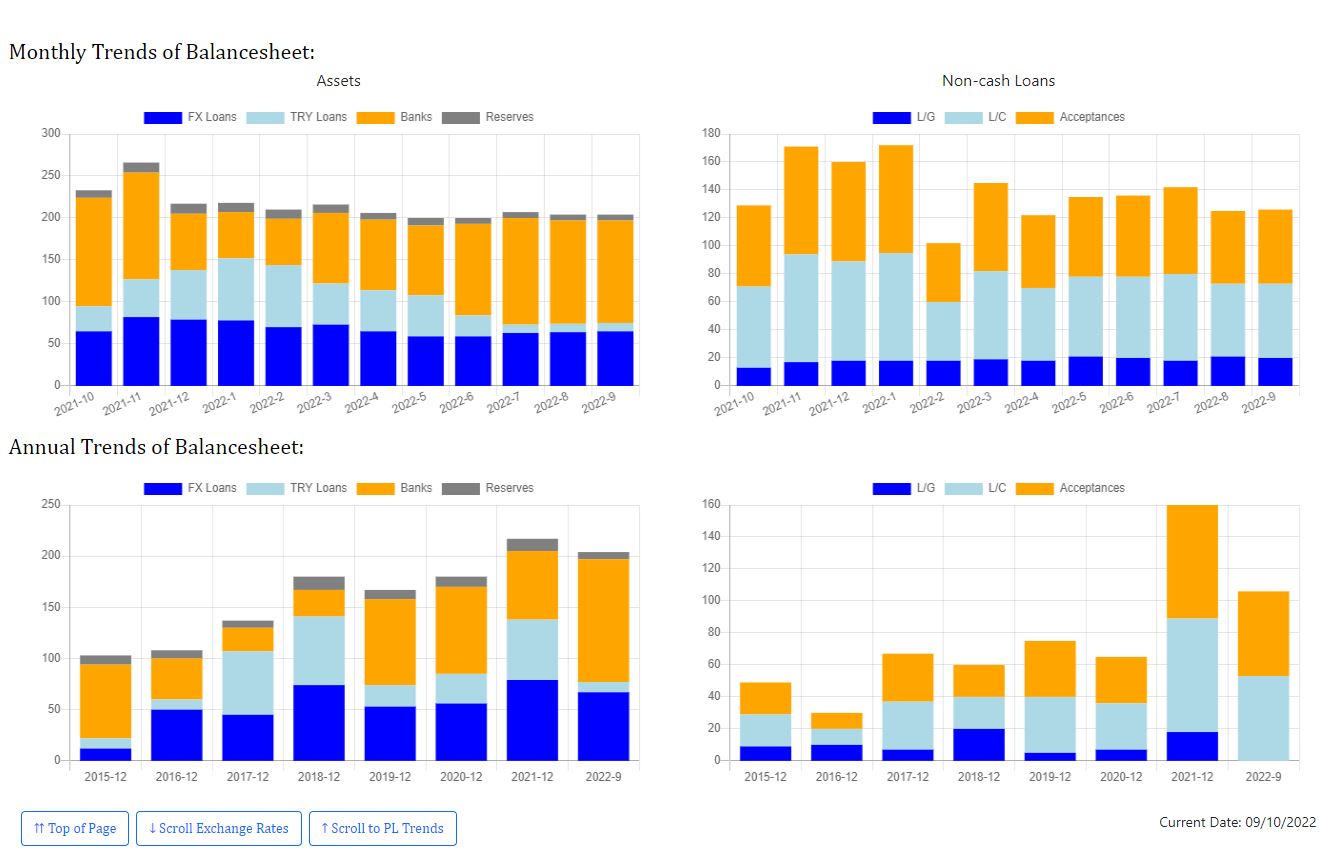 Monthly Trends of Balancesheet:
Assets
Non-cash Loans
FX Loans TRY Loans Banks Reserves
L/G L/C Acceptances
300
250
200
150
100
50
0
2021-10 2021-11 2021-12 2022-1 2022-2 2022-3 2022-4 2022-5 2022-6 2022-7 2022-8 2022-9
180
160
140
120
100
80
60
40
20
0
2021-10 2021-11 2021-12 2022-1 2022-2 2022-3 2022-4 2022-5 2022-6 2022-7 2022-8 2022-9
Annual Trends of Balancesheet:
FX Loans TRY Loans Banks Reserves
L/G L/C Acceptances
250
200
150
100
50
0
2015-12 2016-12 2017-12 2018-12 2019-12 2020-12 2021-12 2022-9
160
140
120
100
80
60
40
20
0
2015-12 2016-12 2017-12 2018-12 2019-12 2020-12 2021-12 2022-9
⇈ Top of Page ↓ Scroll Exchange Rates ↑ Scroll to PL Trends
Current Date: 09/10/2022